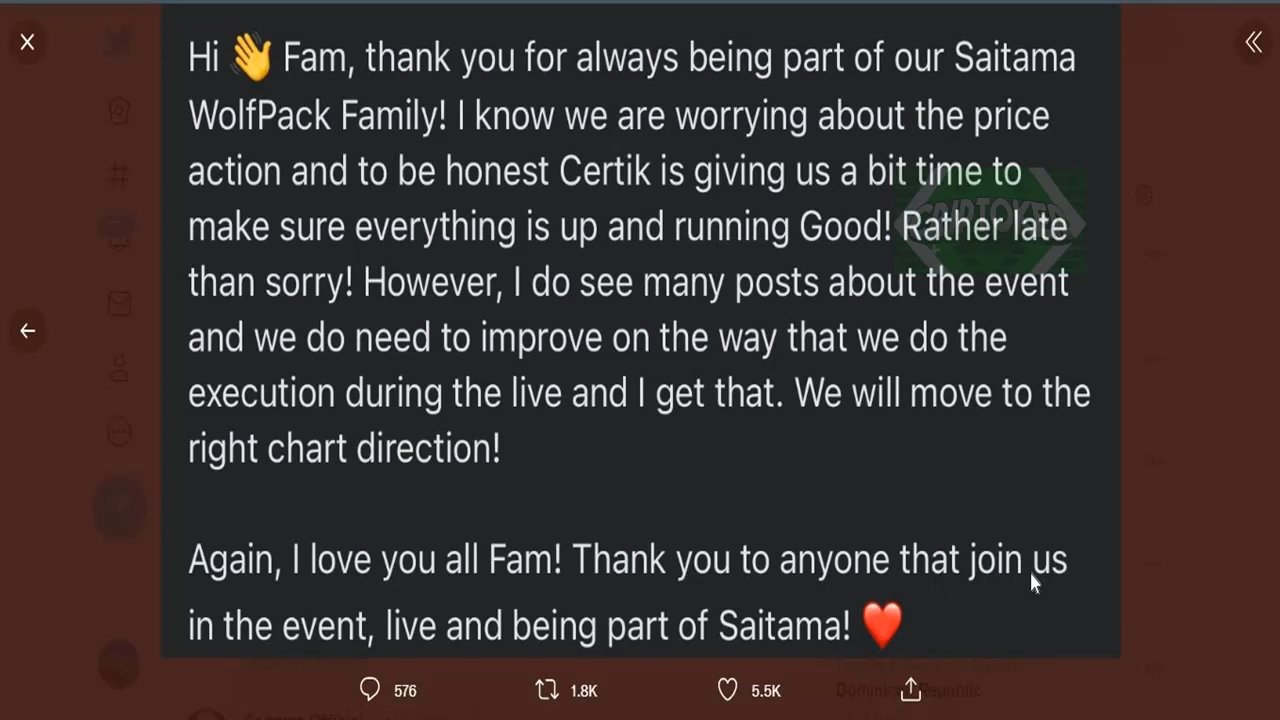 Hi 👋 Fam, thank you for always being part of our Saitama
WolfPack Family! I know we are worrying about the price
action and to be honest Certik is giving us a bit time to
make sure everything is up and running Good! Rather late
than sorry! However, I do see many posts about the event
and we do need to improve on the way that we do the
execution during the live and I get that. We will move to the
right chart direction!
Again, I love you all Fam! Thank you to anyone that join us
in the event, live and being part of Saitama! ❤️
576 1.8K 5.5K
Dominican Republic